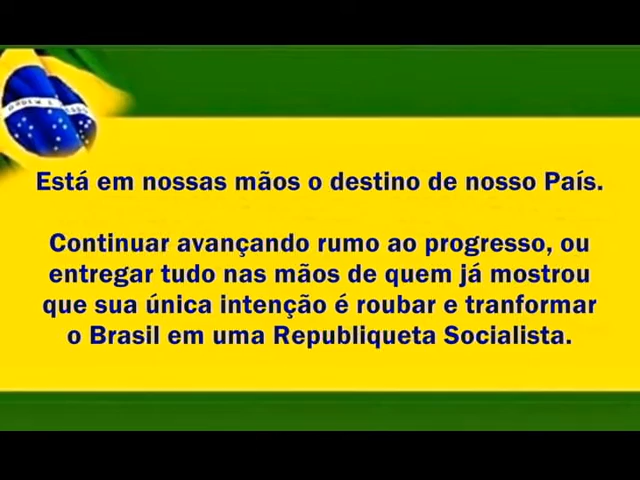 Está em nossas mãos o destino de nosso País.
Continuar avançando rumo ao progresso, ou
entregar tudo nas mãos de quem já mostrou
que sua única intenção é roubar e tranformar
o Brasil em uma Republiqueta Socialista.